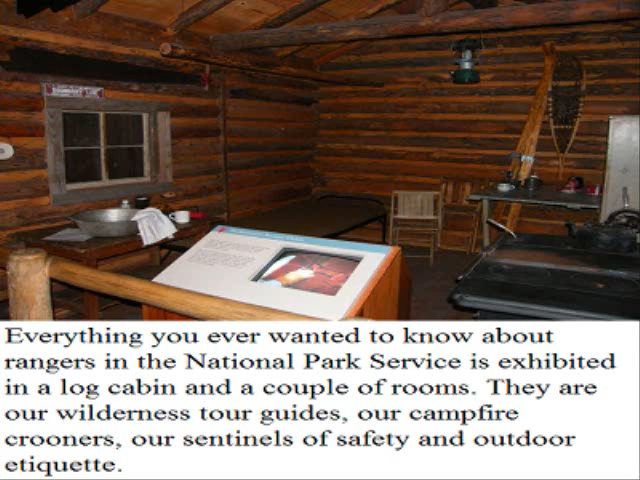 Everything you ever wanted to know about
rangers in the National Park Service is exhibited
in a log cabin and a couple of rooms. They are
our wilderness tour guides, our campfire
crooners, our sentinels of safety and outdoor
etiquette.